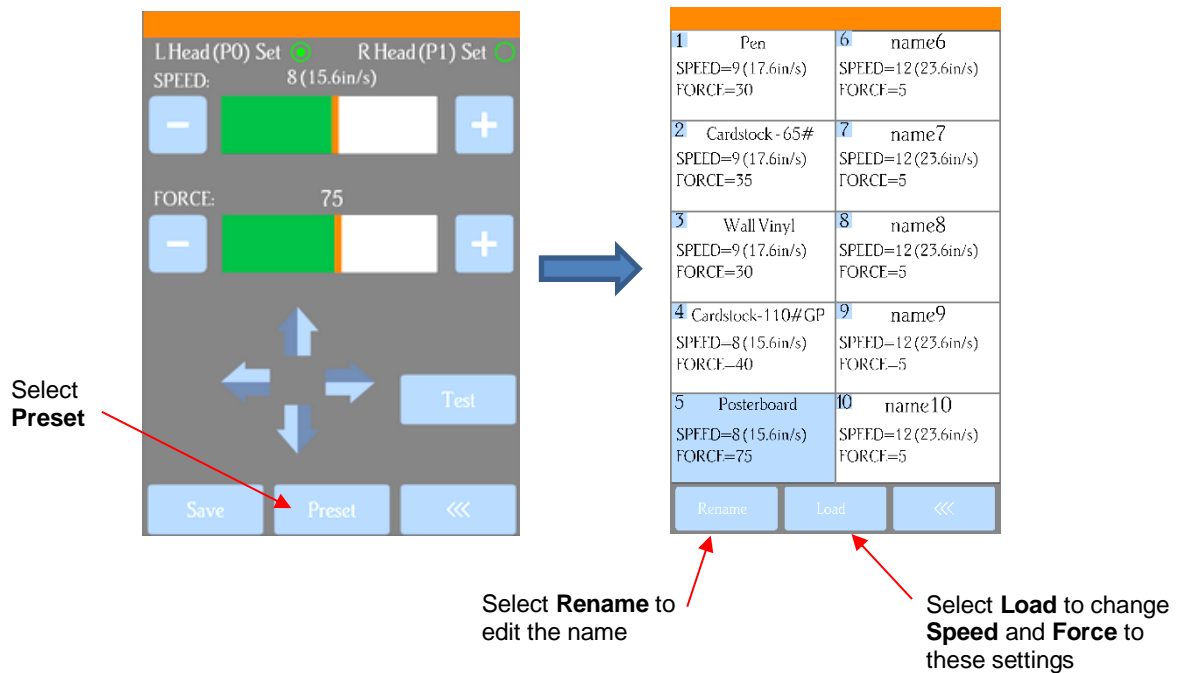 L Head (P0) Set
R Head (P1) Set
SPEED: 8 (15.6in/s)
FORCE: 75
Test
Save
Preset
<<<
Select
Preset
1 Pen
SPEED=9 (17.6in/s)
FORCE=30
6 name6
SPEED=12 (23.6in/s)
FORCE=5
2 Cardstock - 65#
SPEED=9 (17.6in/s)
FORCE=35
7 name7
SPEED=12 (23.6in/s)
FORCE=5
3 Wall Vinyl
SPEED=9 (17.6in/s)
FORCE=30
8 name8
SPEED=12 (23.6in/s)
FORCE=5
4 Cardstock-110#GP
SPEED=8 (15.6in/s)
FORCE=40
9 name9
SPEED=12 (23.6in/s)
FORCE=5
5 Posterboard
SPEED=8 (15.6in/s)
FORCE=75
10 name10
SPEED=12 (23.6in/s)
FORCE=5
Rename
Load
<<<
Select Rename to
edit the name
Select Load to change
Speed and Force to
these settings